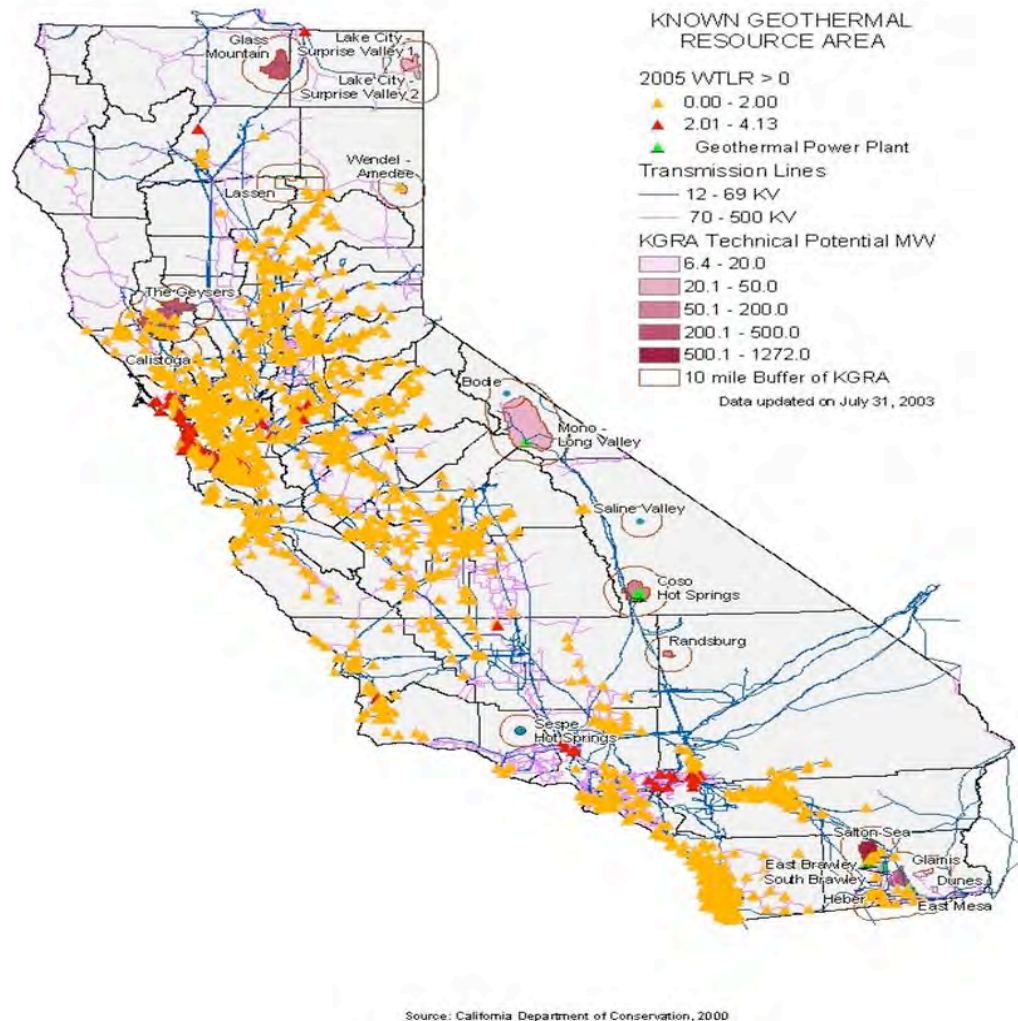 KNOWN GEOTHERMAL
RESOURCE AREA
2005 WTLR > 0
0.00 - 2.00
2.01 - 4.13
Geothermal Power Plant
Transmission Lines
12 - 69 KV
70 - 500 KV
KGRA Technical Potential MW
6.4 - 20.0
20.1 - 50.0
50.1 - 200.0
200.1 - 500.0
500.1 - 1272.0
10 mile Buffer of KGRA
Data updated on July 31, 2003
Glass
Mountain
Lake City -
Surprise Valley 1
Lake City -
Surprise Valley 2
Wendel -
Amedee
Lassen
The Geysers
Calistoga
Bodie
Mono -
Long Valley
Saline Valley
Coso
Hot Springs
Randsburg
Sespe
Hot Springs
Salton Sea
East Brawley
South Brawley
Glamis
Dunes
Heber
East Mesa
Source: California Department of Conservation, 2000